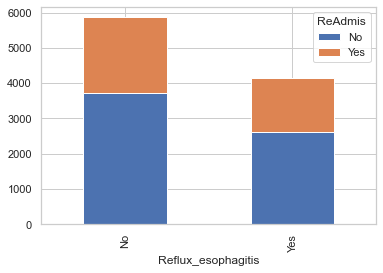 6000
5000
4000
3000
2000
1000
0
ReAdmis
No
Yes
No
Yes
Reflux_esophagitis